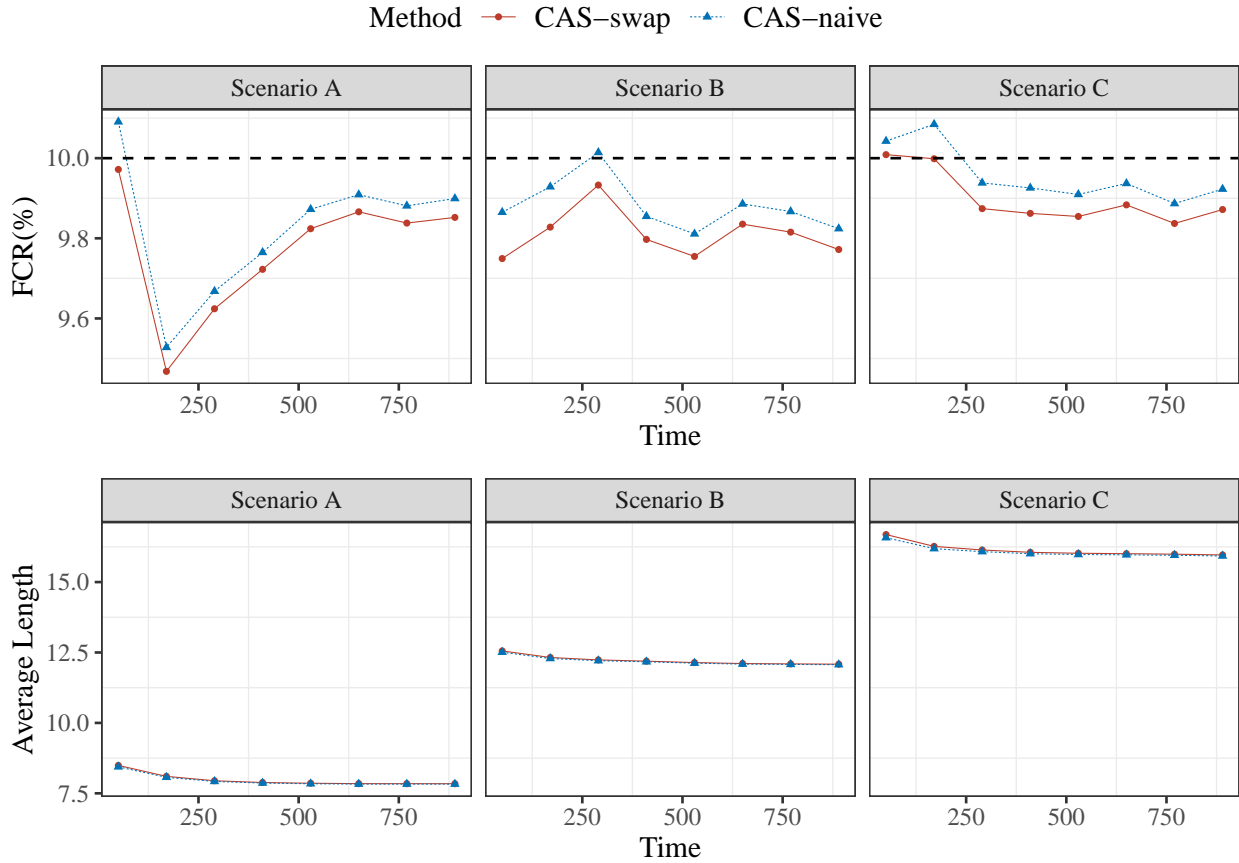 Method CAS−swap CAS−naive
Scenario A Scenario B Scenario C
FCR(%)
10.0
9.8
9.6
250 500 750 250 500 750 250 500 750
Time
Scenario A Scenario B Scenario C
Average Length
15.0
12.5
10.0
7.5
250 500 750 250 500 750 250 500 750
Time